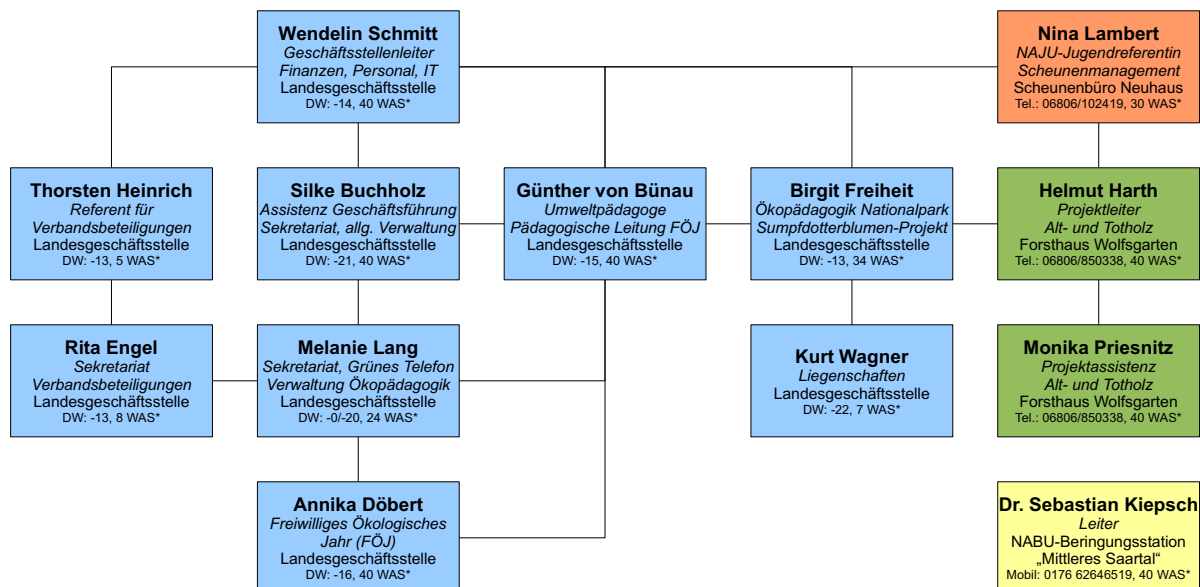 Wendelin Schmitt
Geschäftsstellenleiter
Finanzen, Personal, IT
Landesgeschäftsstelle
DW: -14, 40 WAS*
Nina Lambert
NAJU-Jugendreferentin
Scheunenmanagement
Scheunenbüro Neuhaus
Tel.: 06806/102419, 30 WAS*
Thorsten Heinrich
Referent für
Verbandsbeteiligungen
Landesgeschäftsstelle
DW: -13, 5 WAS*
Silke Buchholz
Assistenz Geschäftsführung
Sekretariat, allg. Verwaltung
Landesgeschäftsstelle
DW: -21, 40 WAS*
Günther von Bünau
Umweltpädagoge
Pädagogische Leitung FÖJ
Landesgeschäftsstelle
DW: -15, 40 WAS*
Birgit Freiheit
Ökopädagogik Nationalpark
Sumpfdotterblumen-Projekt
Landesgeschäftsstelle
DW: -13, 34 WAS*
Helmut Harth
Projektleiter
Alt- und Totholz
Forsthaus Wolfsgarten
Tel.: 06806/850338, 40 WAS*
Rita Engel
Sekretariat
Verbandsbeteiligungen
Landesgeschäftsstelle
DW: -13, 8 WAS*
Melanie Lang
Sekretariat, Grünes Telefon
Verwaltung Ökopädagogik
Landesgeschäftsstelle
DW: -0/-20, 24 WAS*
Kurt Wagner
Liegenschaften
Landesgeschäftsstelle
DW: -22, 7 WAS*
Monika Priesnitz
Projektassistenz
Alt- und Totholz
Forsthaus Wolfsgarten
Tel.: 06806/850338, 40 WAS*
Annika Döbert
Freiwilliges Ökologisches
Jahr (FÖJ)
Landesgeschäftsstelle
DW: -16, 40 WAS*
Dr. Sebastian Kiepsch
Leiter
NABU-Beringungsstation
„Mittleres Saartal“
Mobil: 0176 62646519, 40 WAS*